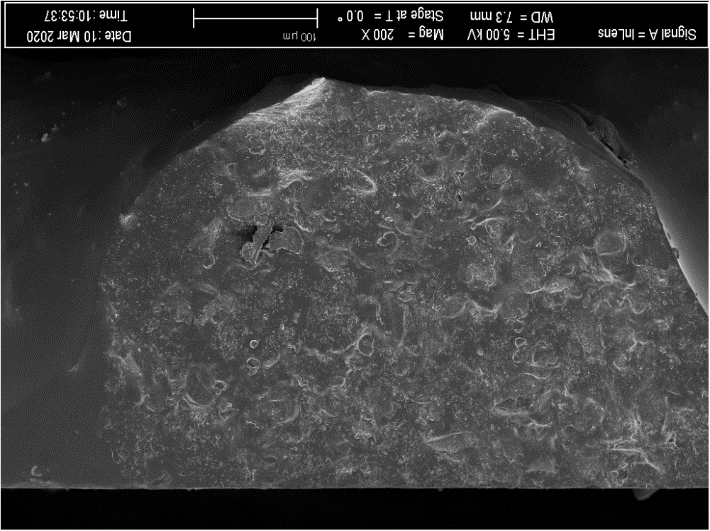 Signal A = InLens EHT = 5.00 kV Mag = 200 X 100 µm Date :10 Mar 2020
WD = 7.3 mm Stage at T = 0.0 ° Time :10:53:37